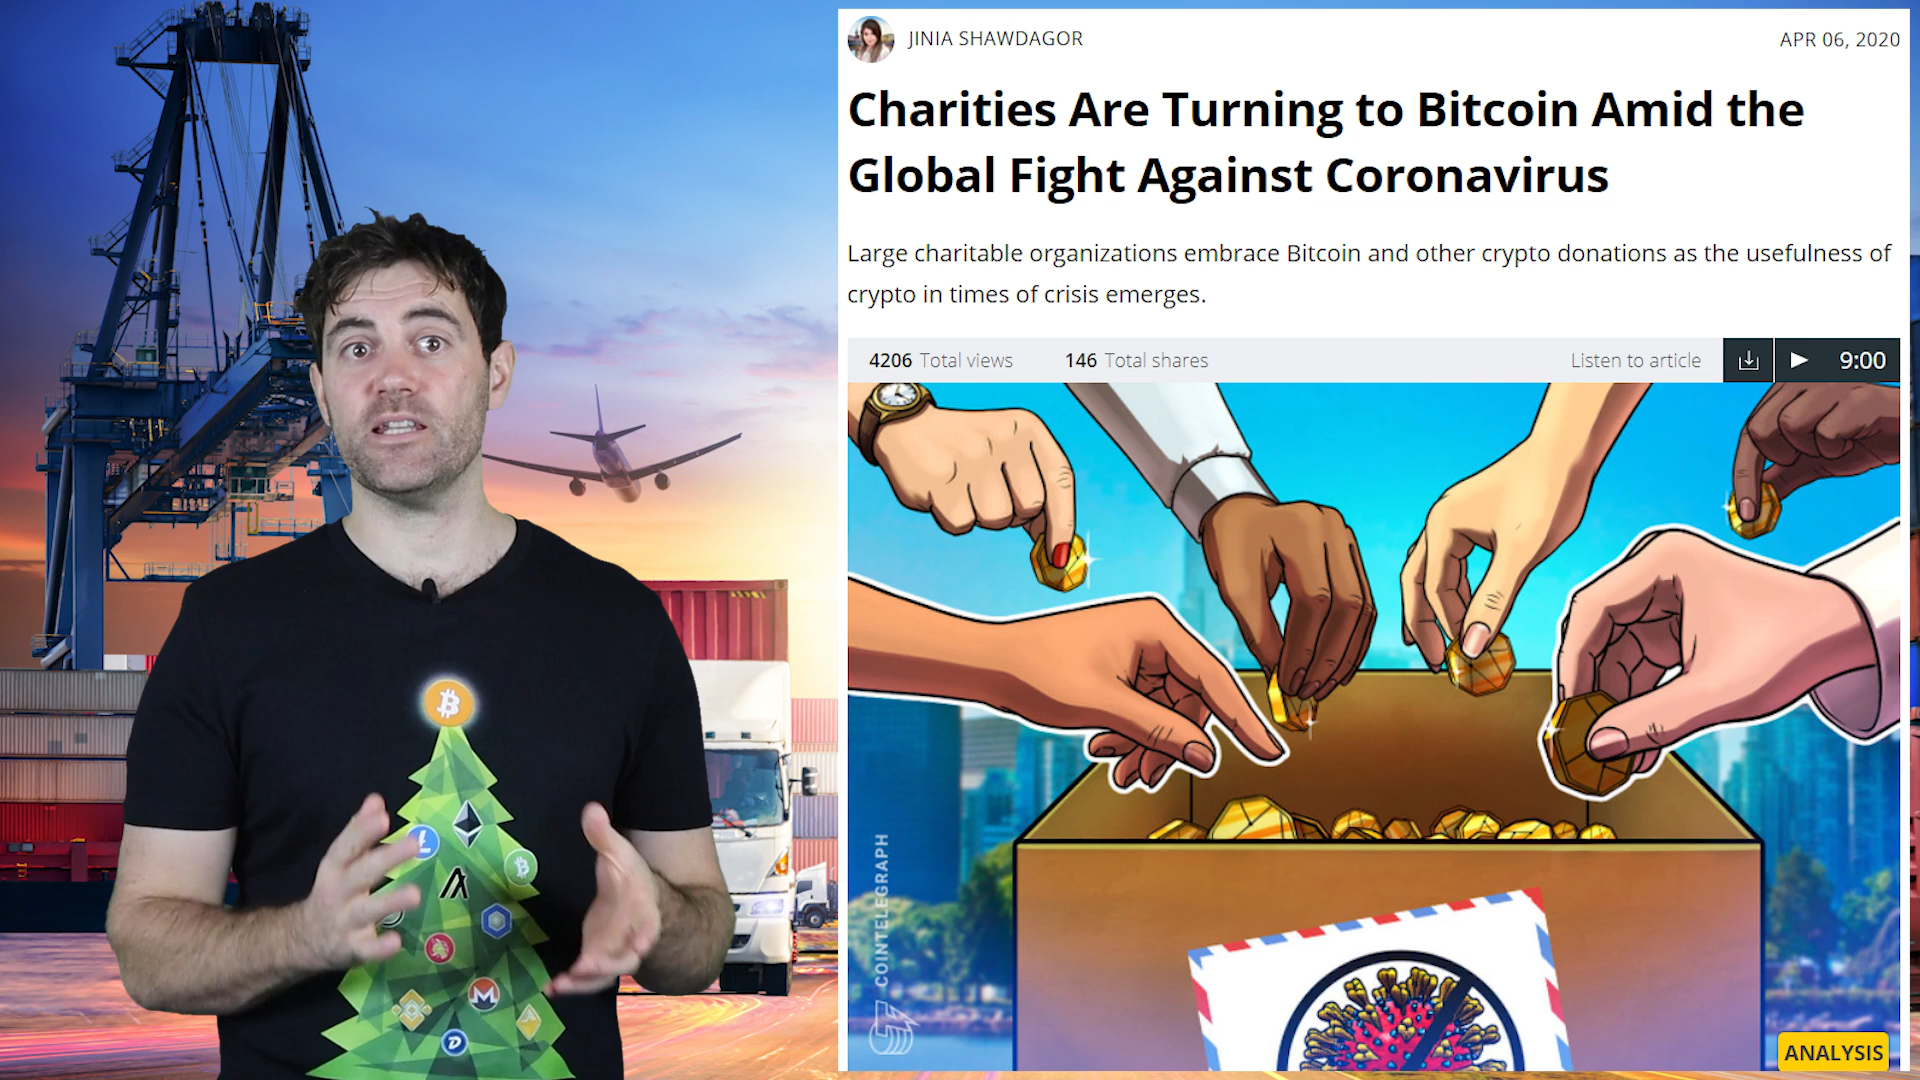 JINIA SHAWDAGOR
APR 06, 2020
Charities Are Turning to Bitcoin Amid the
Global Fight Against Coronavirus
Large charitable organizations embrace Bitcoin and other crypto donations as the usefulness of
crypto in times of crisis emerges.
4206 Total views
146 Total shares
Listen to article
9:00
COINTELEGRAPH
ANALYSIS